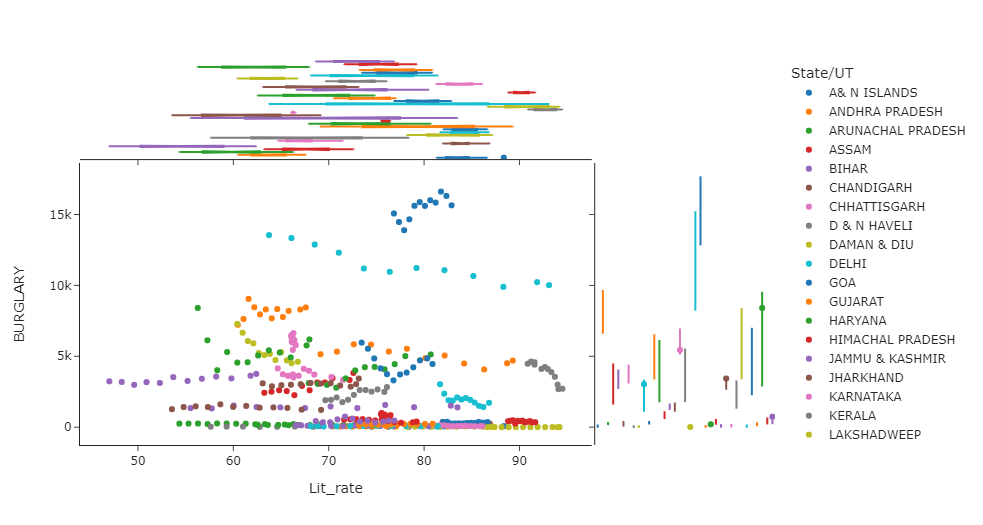 State/UT
A& N ISLANDS
ANDHRA PRADESH
ARUNACHAL PRADESH
ASSAM
BIHAR
CHANDIGARH
CHHATTISGARH
D & N HAVELI
DAMAN & DIU
DELHI
GOA
GUJARAT
HARYANA
HIMACHAL PRADESH
JAMMU & KASHMIR
JHARKHAND
KARNATAKA
KERALA
LAKSHADWEEP
BURGLARY
15k
10k
5k
0
50 60 70 80 90
Lit_rate